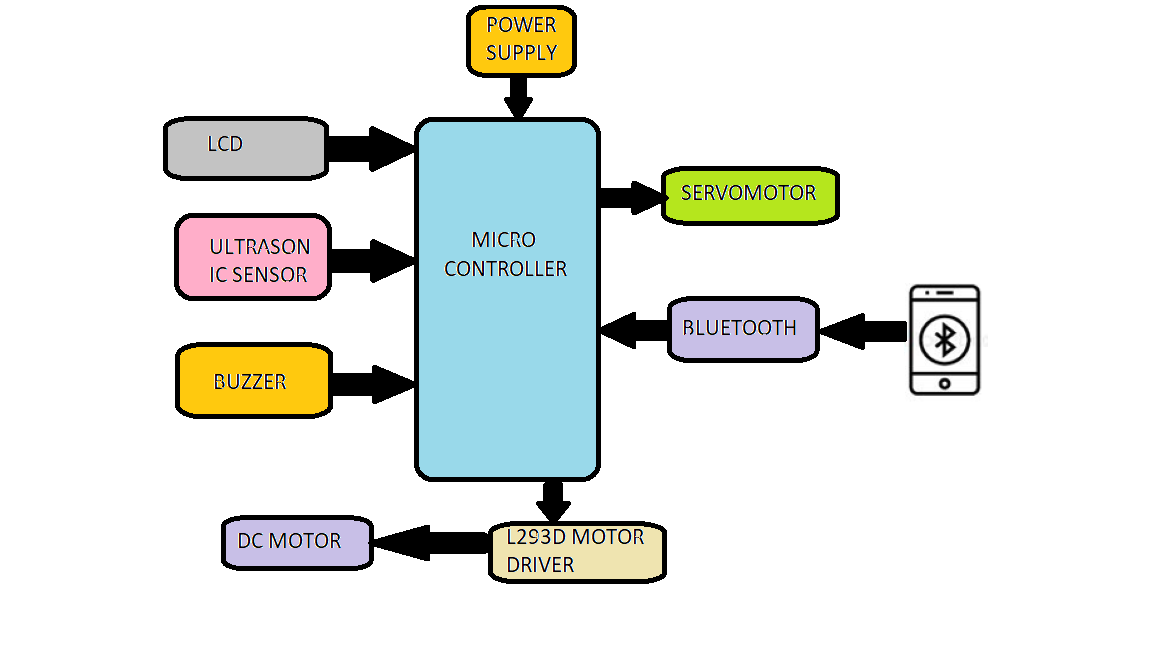 POWER
SUPPLY
LCD
SERVOMOTOR
ULTRASON
IC SENSOR
MICRO
CONTROLLER
BLUETOOTH
BUZZER
DC MOTOR
L293D MOTOR
DRIVER